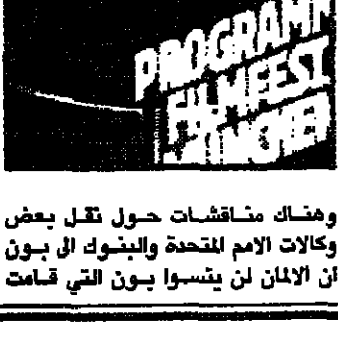 PROGRAMM
FILMFEST
MÜNCHEN
وهناك مناقشات حول نقل بعض
وكالات الامم المتحدة والبنوك الى بون
ان الالمان لن ينسوا بون التي قامت